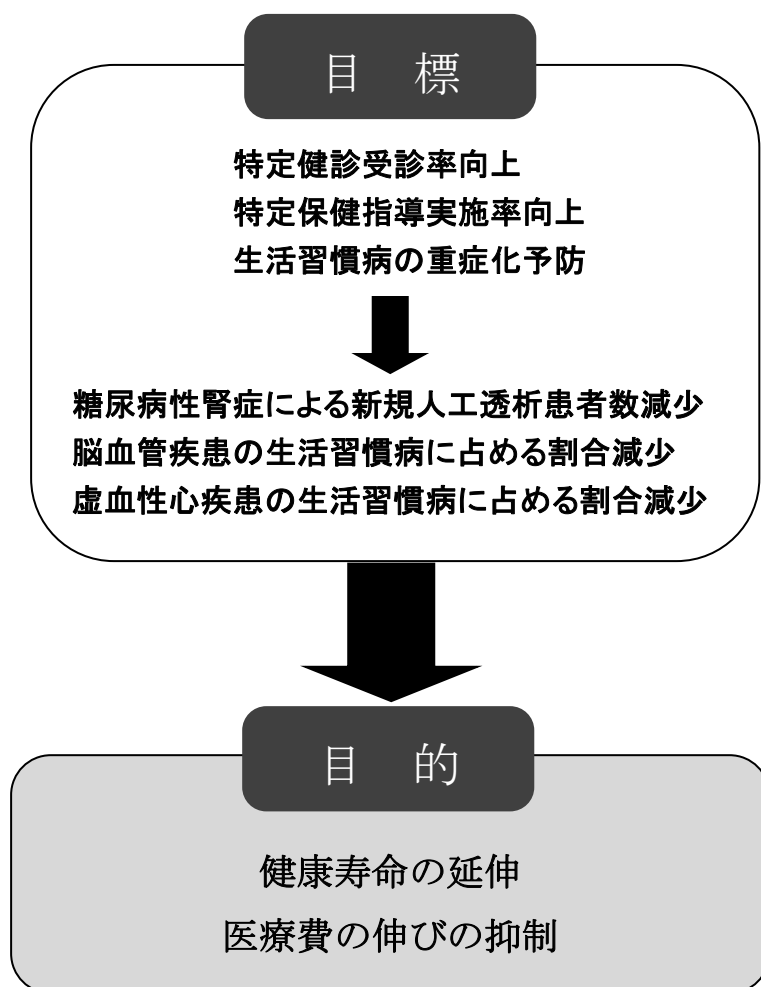 目　標
特定健診受診率向上
特定保健指導実施率向上
生活習慣病の重症化予防
糖尿病性腎症による新規人工透析患者数減少
脳血管疾患の生活習慣病に占める割合減少
虚血性心疾患の生活習慣病に占める割合減少
目　的
健康寿命の延伸
医療費の伸びの抑制